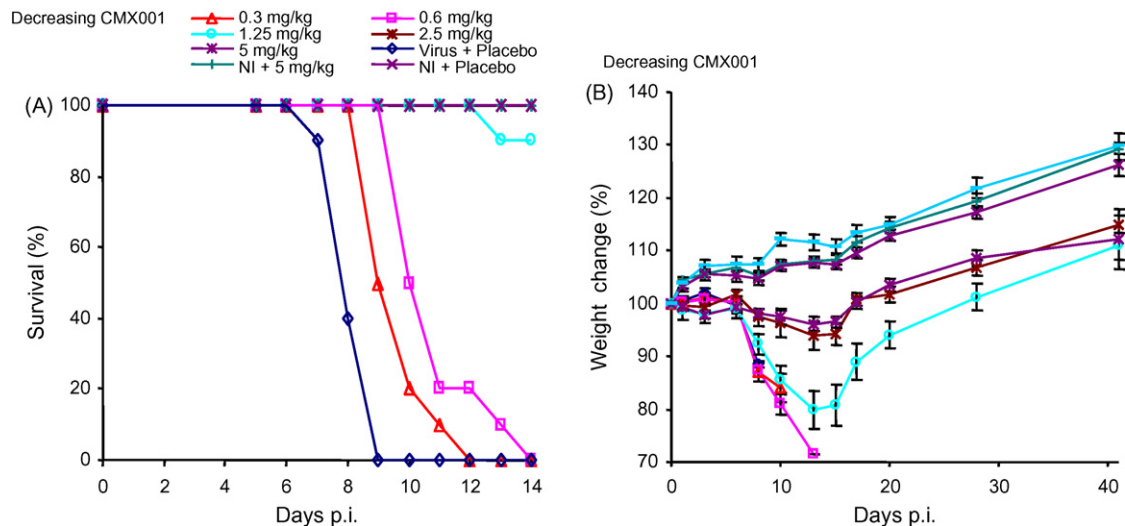 Decreasing CMX001
0.3 mg/kg 0.6 mg/kg
1.25 mg/kg 2.5 mg/kg
5 mg/kg Virus + Placebo
NI + 5 mg/kg NI + Placebo
(A)
100
80
60
40
20
0
Survival (%)
0 2 4 6 8 10 12 14
Days p.i.
Decreasing CMX001
(B)
140
130
120
110
100
90
80
70
Weight change (%)
0 10 20 30 40
Days p.i.